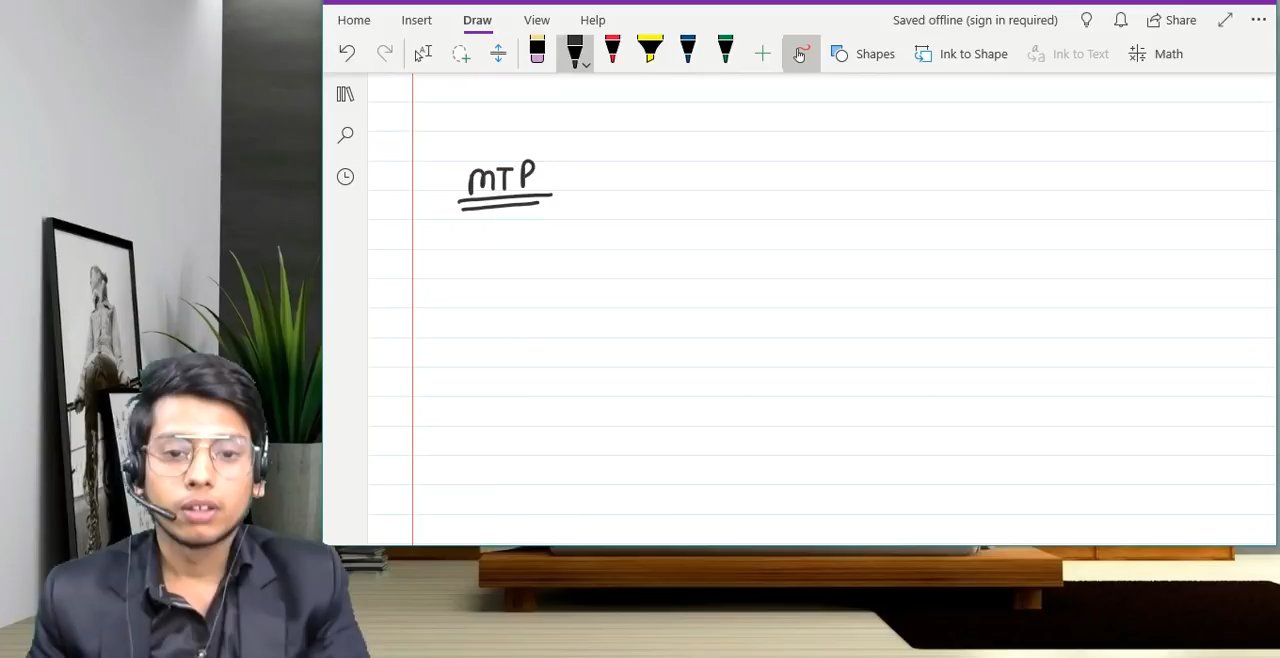 Home Insert Draw View Help Saved offline (sign in required) Share
Shapes Ink to Shape Ink to Text Math
MTP